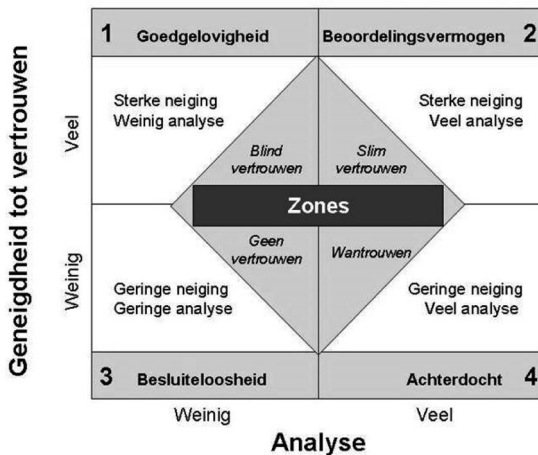 1 Goedgelovigheid
Beoordelingsvermogen 2
Sterke neiging
Weinig analyse
Sterke neiging
Veel analyse
Blind
vertrouwen
Slim
vertrouwen
Zones
Geen
vertrouwen
Wantrouwen
Geringe neiging
Geringe analyse
Geringe neiging
Veel analyse
3 Besluiteloosheid
Achterdocht 4
Geneigdheid tot vertrouwen
Veel
Weinig
Weinig
Veel
Analyse